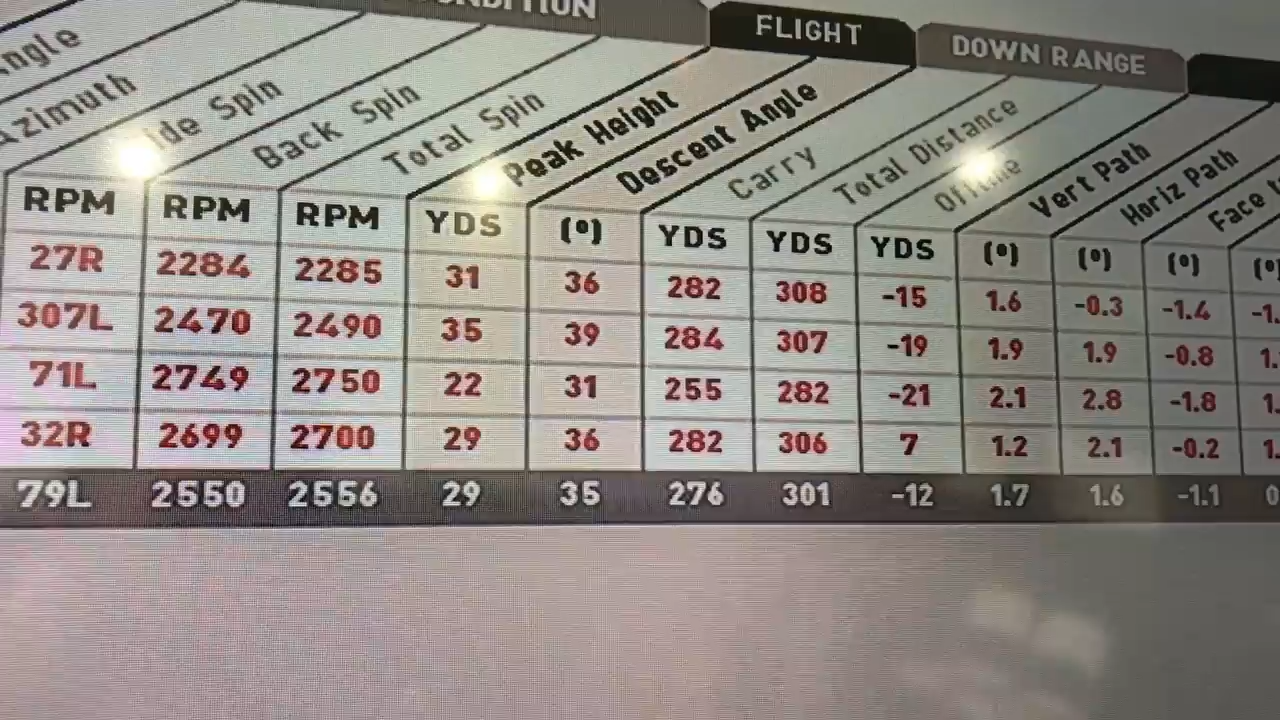 FLIGHT DOWN RANGE
Side Spin Back Spin Total Spin Peak Height Descent Angle Carry Total Distance Offline Vert Path Horiz Path
RPM RPM RPM YDS (º) YDS YDS YDS (º) (º) (º)
27R 2284 2285 31 36 282 308 -15 1.6 -0.3 -1.4
307L 2470 2490 35 39 284 307 -19 1.9 1.9 -0.8
71L 2749 2750 22 31 255 282 -21 2.1 2.8 -1.8
32R 2699 2700 29 36 282 306 7 1.2 2.1 -0.2
79L 2550 2556 29 35 276 301 -12 1.7 1.6 -1.1